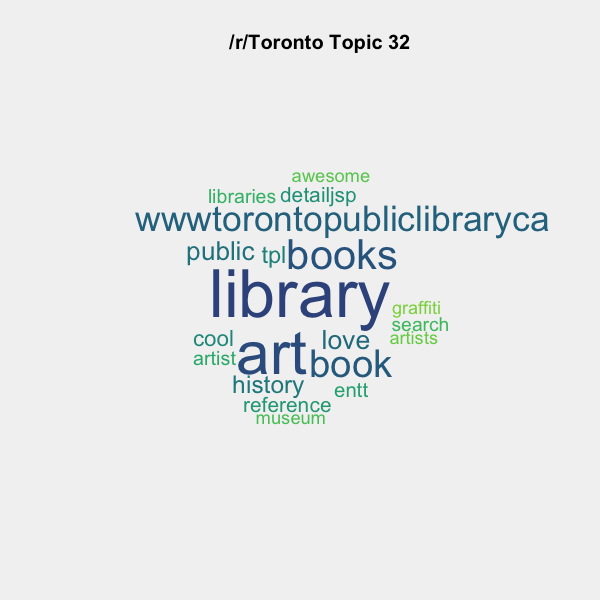 /r/Toronto Topic 32
awesome
libraries detailjsp
wwwtorontopubliclibraryca
public tpl books
library
graffiti
search
cool love artists
artist art book
history entt
reference
museum